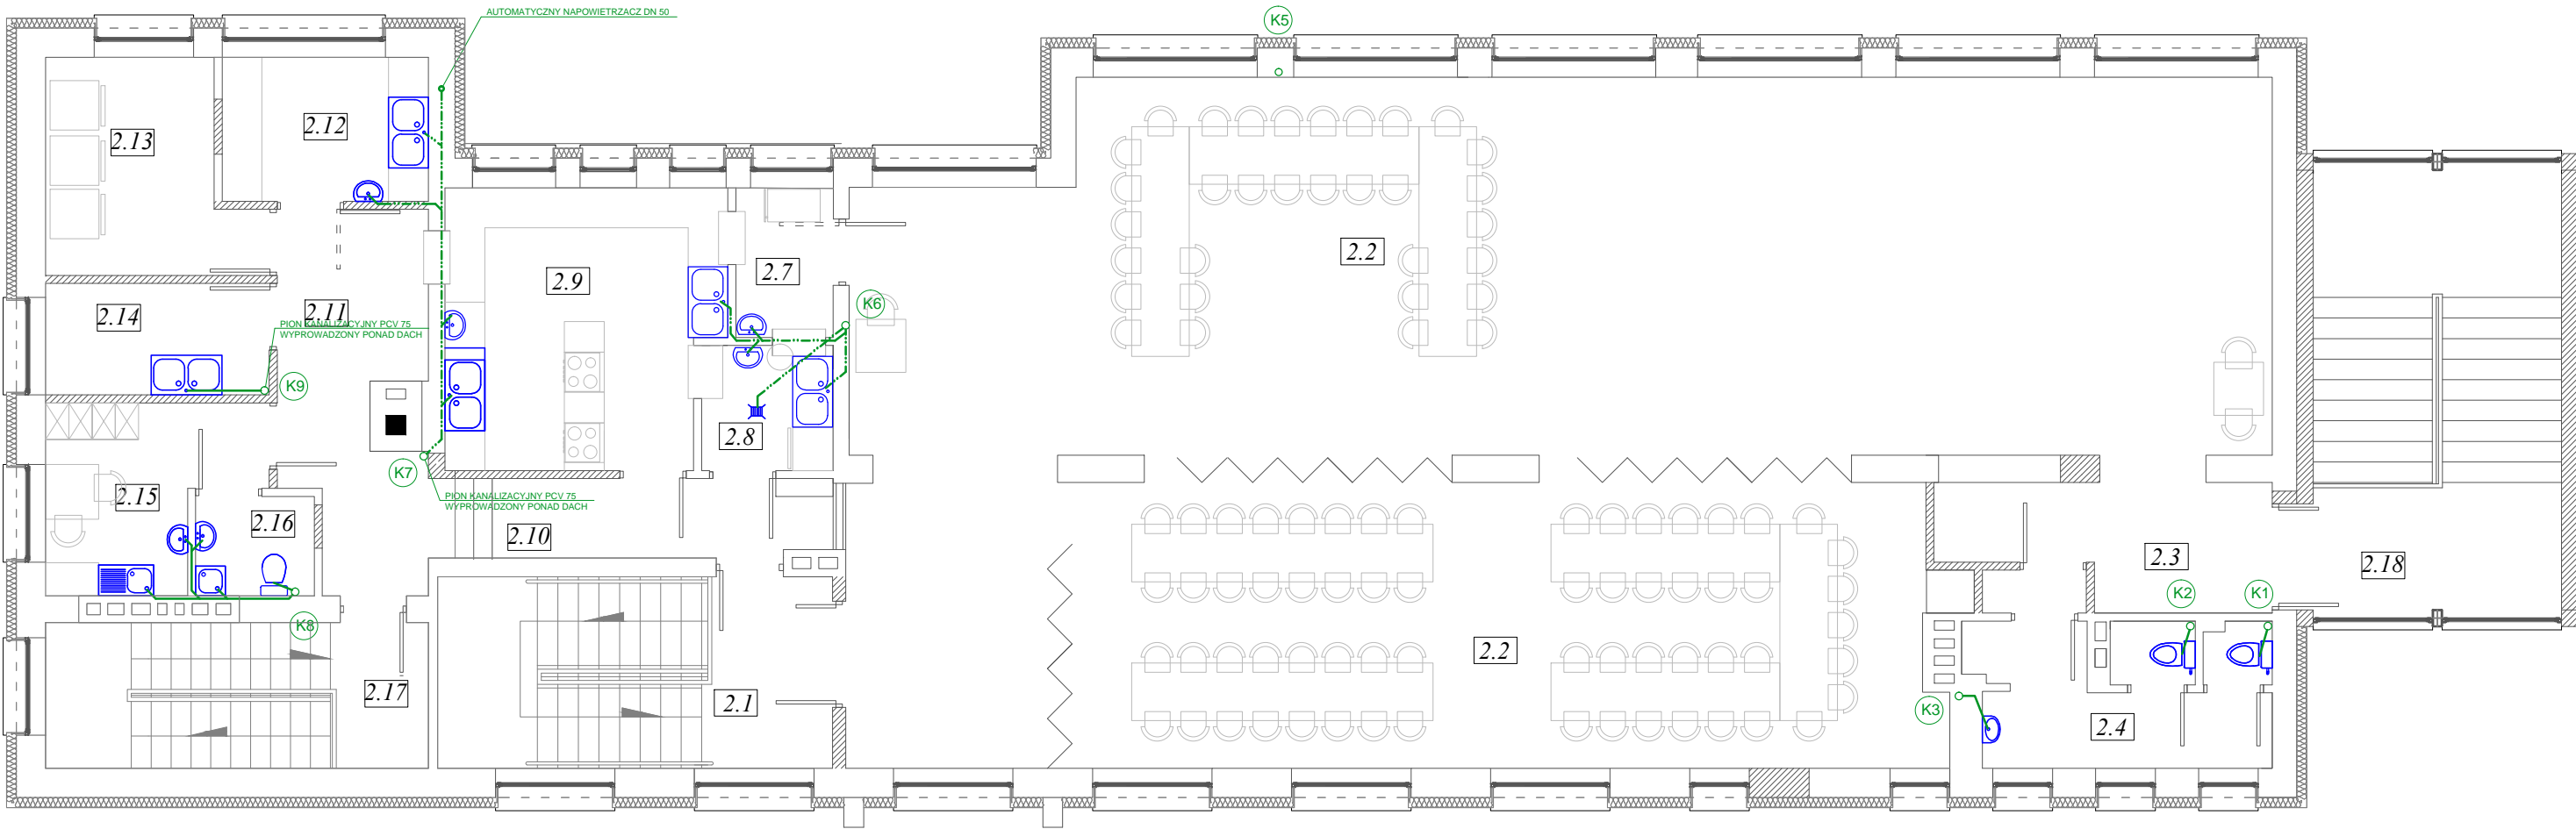 AUTOMATYCZNY NAPOWIETRZACZ DN 50
K5
2.12
2.13
2.2
2.9
2.7
K6
2.14
2.11
PION KANALIZACYJNY PCV 75
WYPROWADZONY PONAD DACH
K9
2.8
K7
PION KANALIZACYJNY PCV 75
WYPROWADZONY PONAD DACH
2.15
2.16
2.10
2.3
2.18
K2
K1
K8
2.2
2.17
2.1
K3
2.4